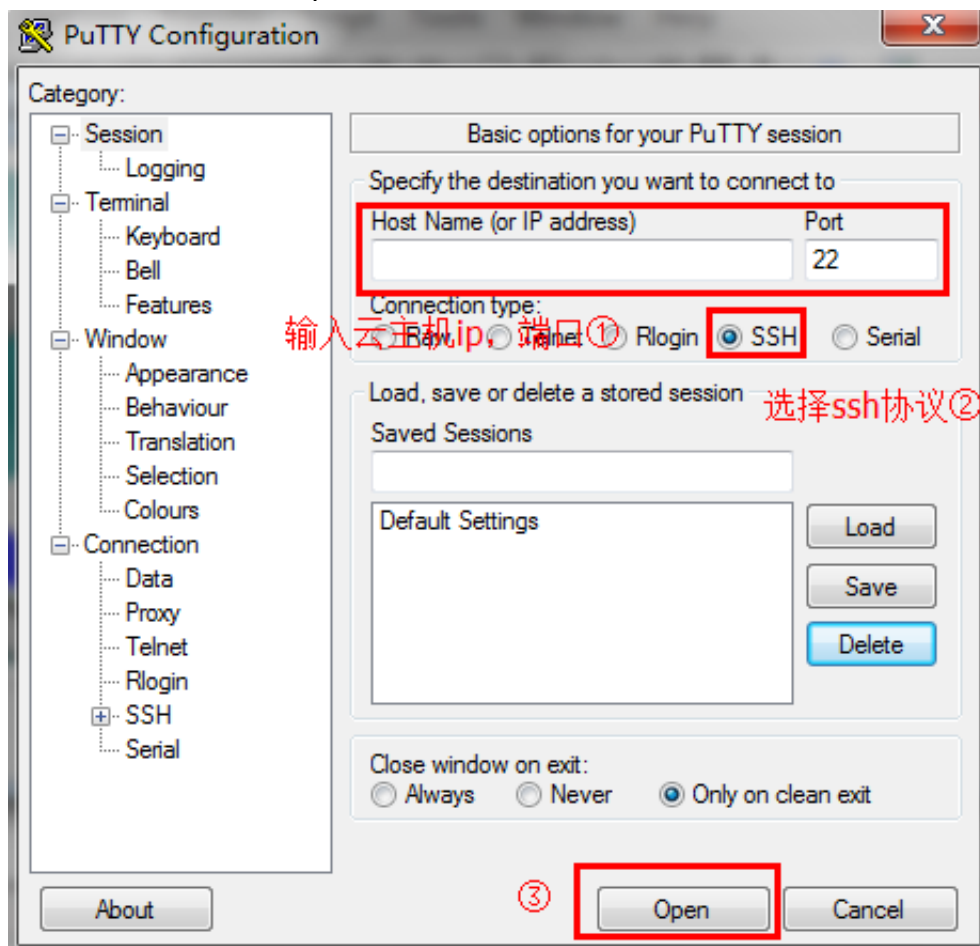 PuTTY Configuration
Category:
Session
Logging
Terminal
Keyboard
Bell
Features
Window
Appearance
Behaviour
Translation
Selection
Colours
Connection
Data
Proxy
Telnet
Rlogin
SSH
Serial
Basic options for your PuTTY session
Specify the destination you want to connect to
Host Name (or IP address) Port
22
Connection type:
Raw Telnet Rlogin SSH Serial
输入云主机ip，端口①
Load, save or delete a stored session
选择ssh协议②
Saved Sessions
Default Settings
Load
Save
Delete
Close window on exit:
Always Never Only on clean exit
③
About Open Cancel